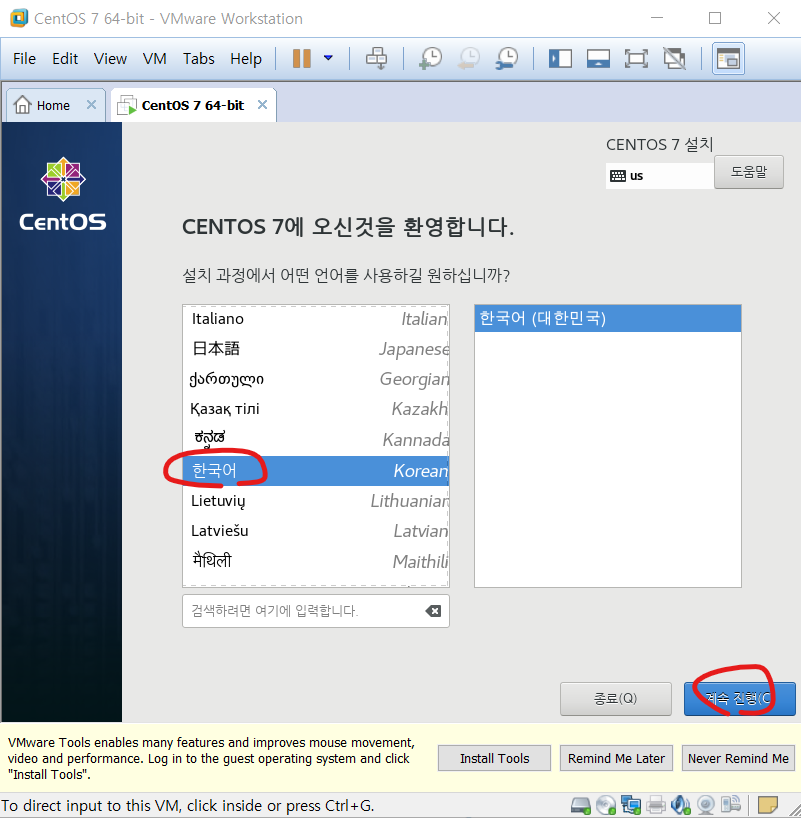 CentOS 7 64-bit - VMware Workstation
File Edit View VM Tabs Help
Home CentOS 7 64-bit
CentOS
CENTOS 7 설치
us
도움말
CENTOS 7에 오신것을 환영합니다.
설치 과정에서 어떤 언어를 사용하길 원하십니까?
Italiano Italian
日本語 Japanese
ქართული Georgian
Қазақ тілі Kazakh
ಕನ್ನಡ Kannada
한국어 Korean
Lietuvių Lithuanian
Latviešu Latvian
मैथिली Maithili
한국어 (대한민국)
검색하려면 여기에 입력합니다.
종료(Q)
계속 진행(C
VMware Tools enables many features and improves mouse movement,
video and performance. Log in to the guest operating system and click
"Install Tools".
Install Tools
Remind Me Later
Never Remind Me
To direct input to this VM, click inside or press Ctrl+G.